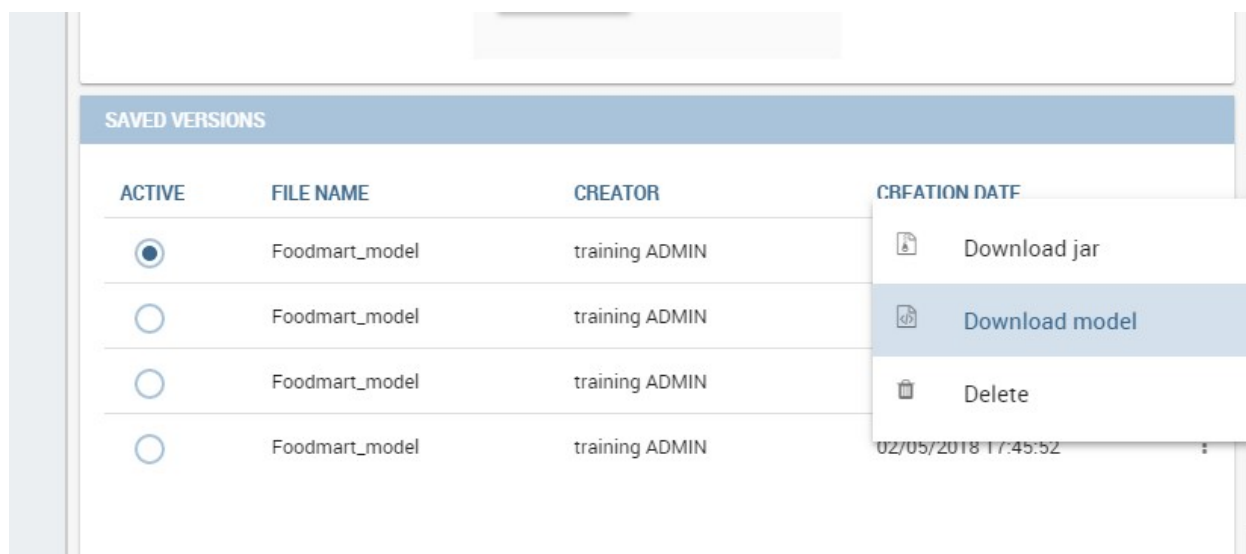 SAVED VERSIONS
ACTIVE FILE NAME CREATOR CREATION DATE
Foodmart_model training ADMIN Download jar
Foodmart_model training ADMIN Download model
Foodmart_model training ADMIN Delete
Foodmart_model training ADMIN 02/05/2018 17:45:52